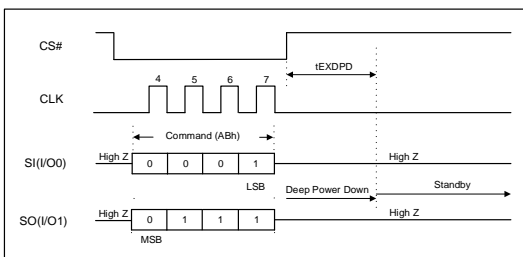 CS#
tEXDPD
4 5 6 7
CLK
Command (ABh)
High Z
High Z
SI(I/O0)
0 0 0 1
LSB
Deep Power Down
Standby
High Z
High Z
SO(I/O1)
0 1 1 1
MSB